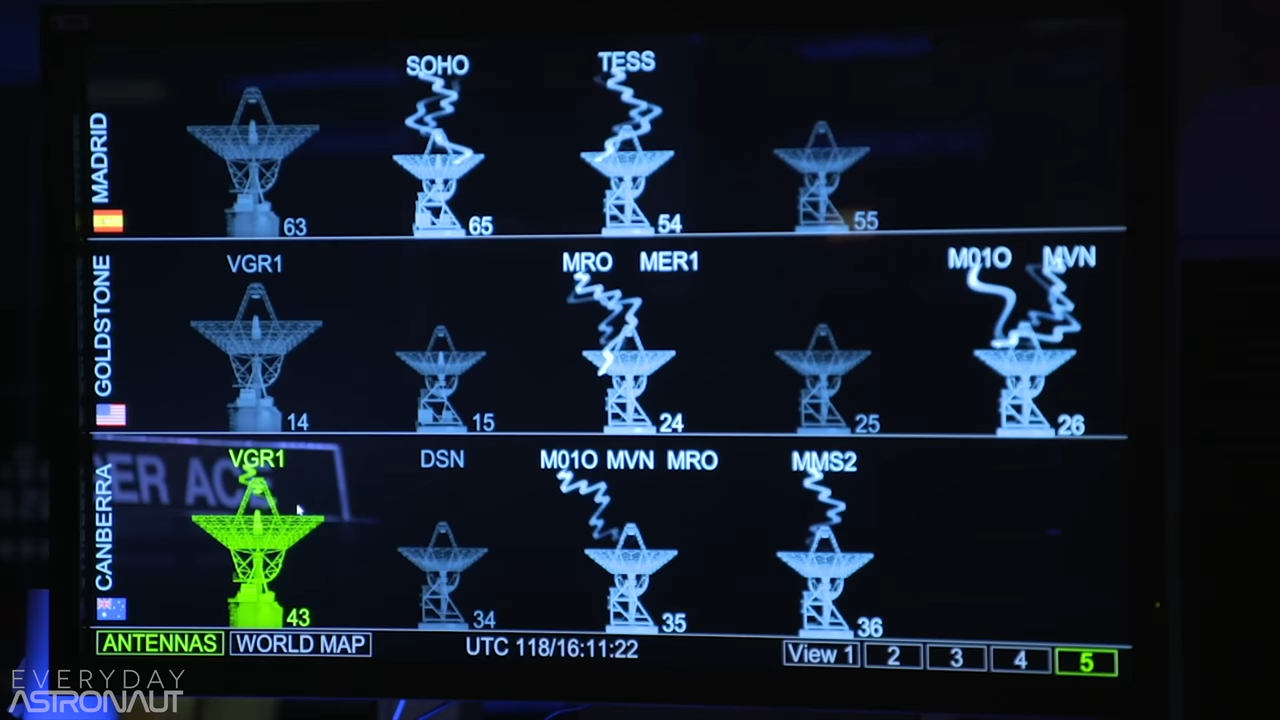 SOHO TESS
MADRID
63 65 54 55
VGR1 MRO MER1 M01O MVN
GOLDSTONE
14 15 24 25 26
VGR1 DSN M01O MVN MRO MMS2
CANBERRA
ER ACE
43 34 35 36
ANTENNAS WORLD MAP UTC 118/16:11:22 View 1 2 3 4 5
EVERYDAY
ASTRONAUT